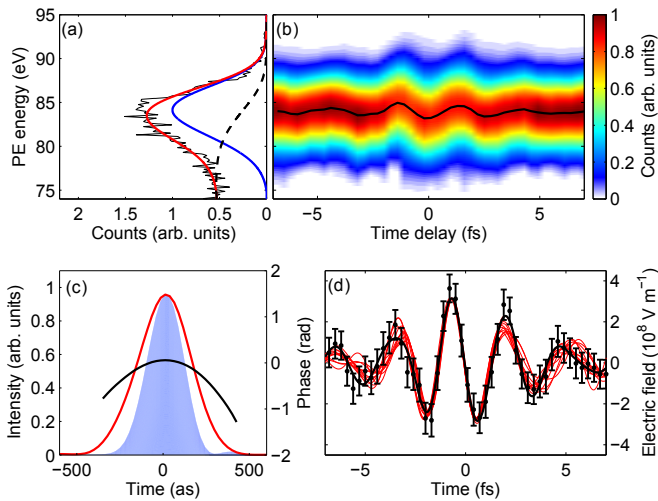 (a)
PE energy (eV)
95
90
85
80
75
2 1.5 1 0.5 0
Counts (arb. units)
(b)
−5 0 5
Time delay (fs)
1
0.8
0.6
0.4
0.2
0
Counts (arb. units)
(c)
Intensity (arb. units)
1
0.8
0.6
0.4
0.2
0
−500 0 500
Time (as)
2
1
0
−1
−2
Phase (rad)
(d)
−5 0 5
Time (fs)
4
2
0
−2
−4
Electric field (10⁸ V m⁻¹)